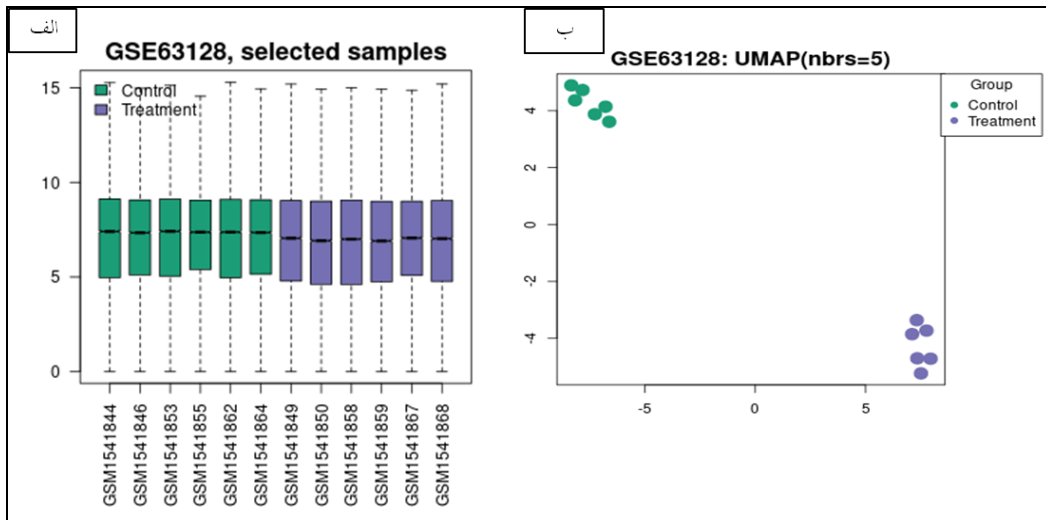 الف
GSE63128, selected samples
Control
Treatment
15
10
5
0
GSM1541844
GSM1541846
GSM1541853
GSM1541855
GSM1541862
GSM1541864
GSM1541849
GSM1541850
GSM1541858
GSM1541859
GSM1541867
GSM1541868
ب
GSE63128: UMAP(nbrs=5)
Group
Control
Treatment
4
2
0
-2
-4
-5
0
5